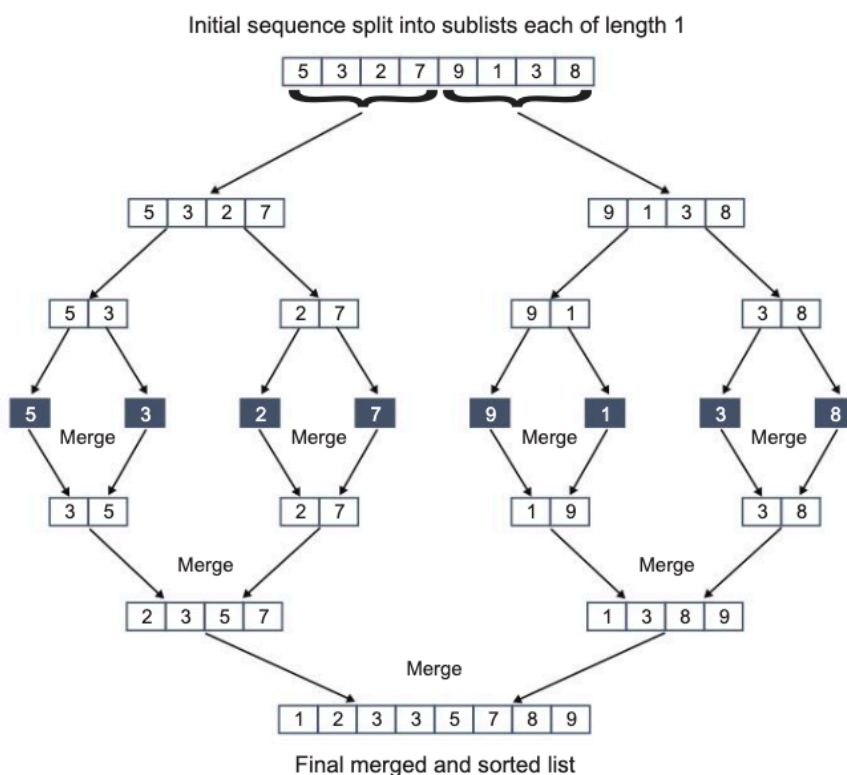 Initial sequence split into sublists each of length 1
5 3 2 7 9 1 3 8
5 3 2 7 9 1 3 8
5 3 2 7 9 1 3 8
5 3 2 7 9 1 3 8
Merge Merge Merge Merge
3 5 2 7 1 9 3 8
Merge Merge
2 3 5 7 1 3 8 9
Merge
1 2 3 3 5 7 8 9
Final merged and sorted list